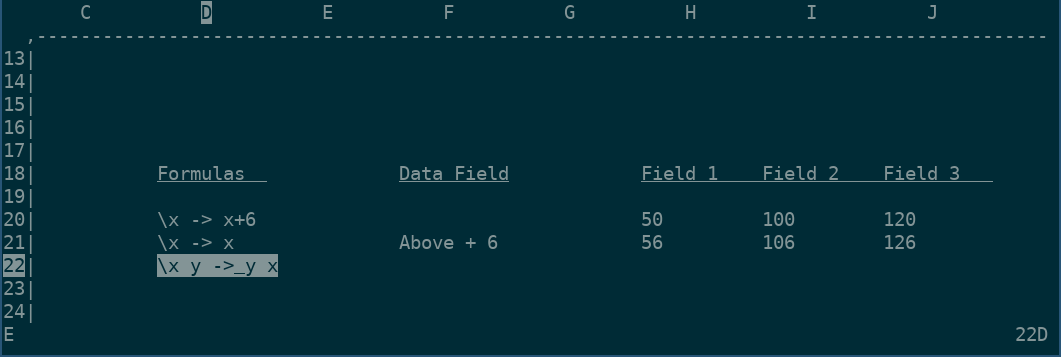 C D E F G H I J
,--------------------------------------------------------------------------------------------
13|
14|
15|
16|
17|
18| Formulas Data Field Field 1 Field 2 Field 3
19|
20| \x -> x+6 50 100 120
21| \x -> x Above + 6 56 106 126
22| \x y ->_y x
23|
24|
E 22D